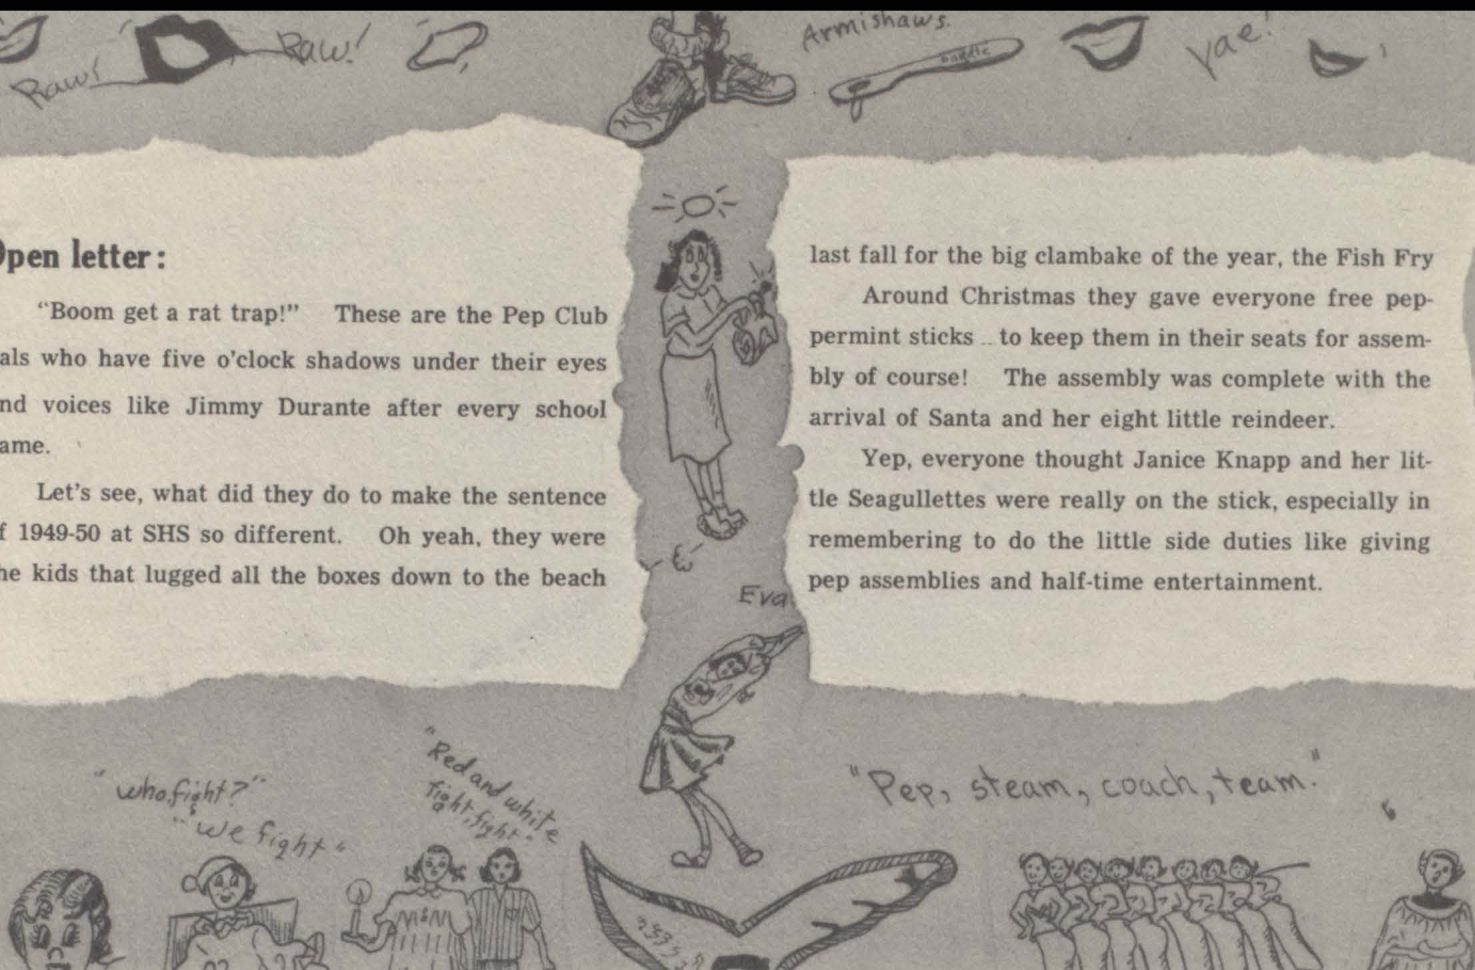 Raw!
Raw!
Armishaws.
paddle
yae!
Open letter:
"Boom get a rat trap!" These are the Pep Club
als who have five o'clock shadows under their eyes
nd voices like Jimmy Durante after every school
ame.
Let's see, what did they do to make the sentence
f 1949-50 at SHS so different. Oh yeah, they were
he kids that lugged all the boxes down to the beach
last fall for the big clambake of the year, the Fish Fry
Around Christmas they gave everyone free pep-
permint sticks .. to keep them in their seats for assem-
bly of course! The assembly was complete with the
arrival of Santa and her eight little reindeer.
Yep, everyone thought Janice Knapp and her lit-
tle Seagullettes were really on the stick, especially in
remembering to do the little side duties like giving
pep assemblies and half-time entertainment.
Eva
"who, fight?"
"we fight"
"Red and white
fight, fight"
"Pep, steam, coach, team."